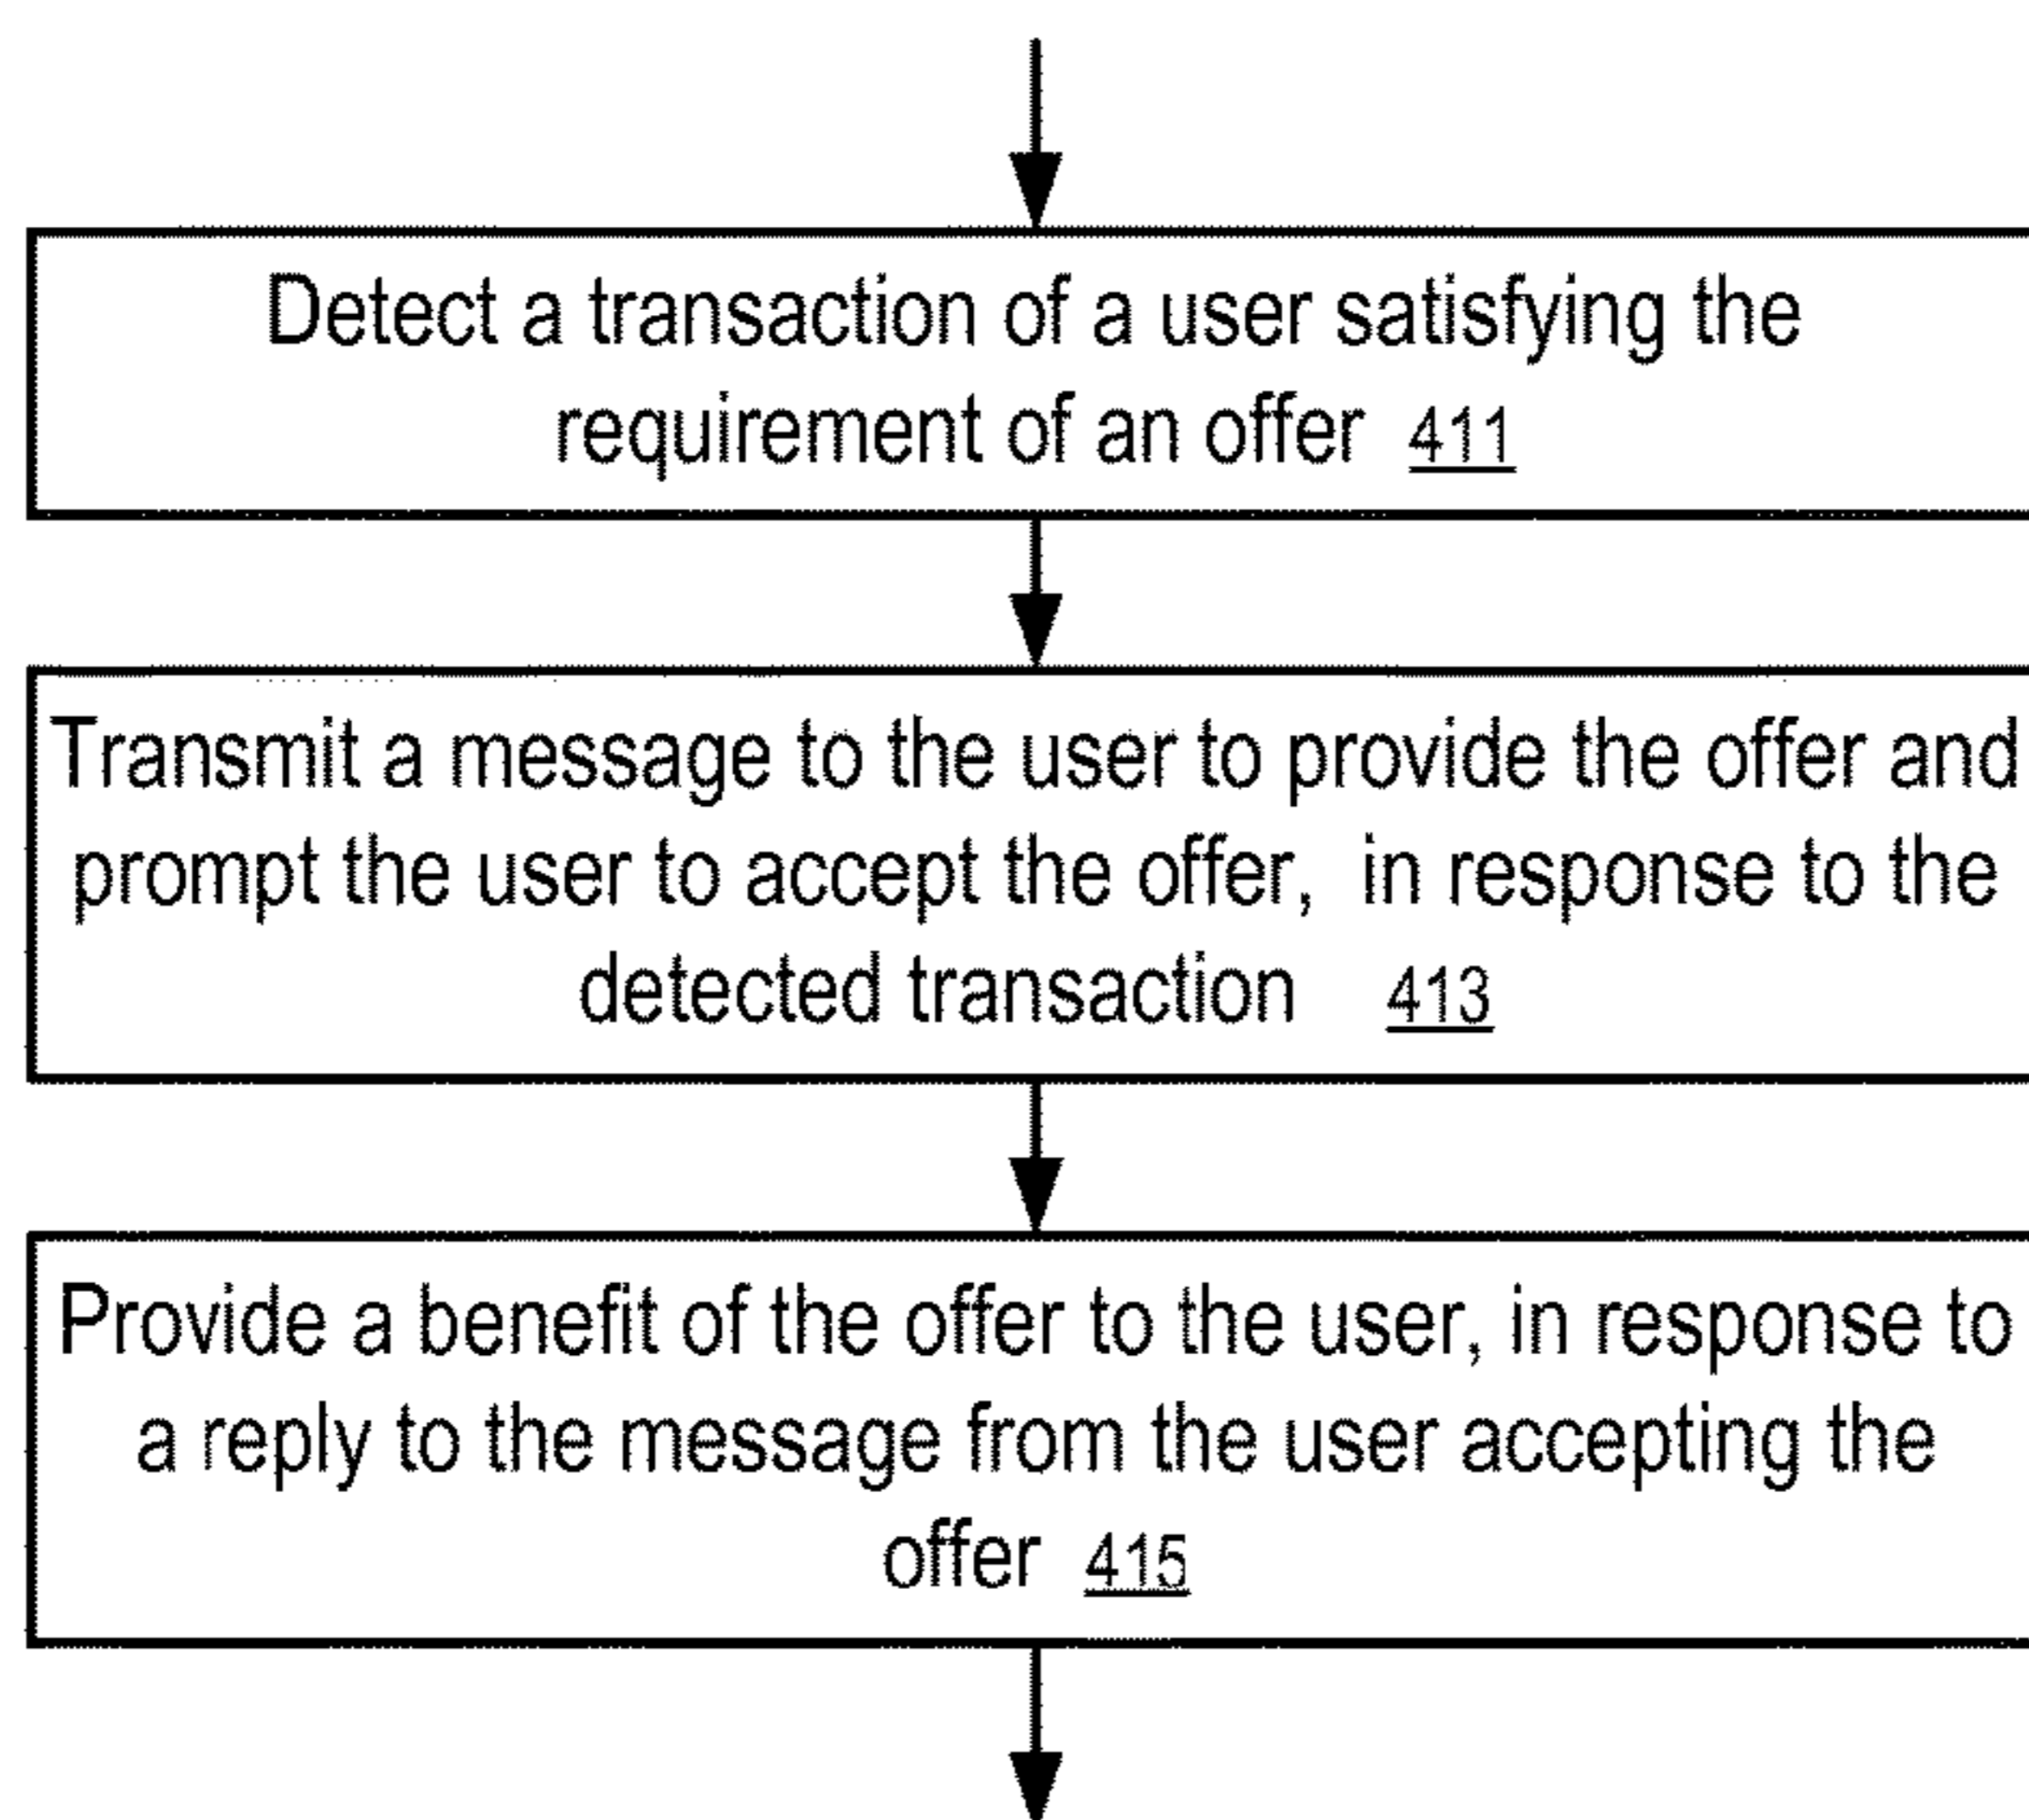 Detect a transaction of a user satisfying the
requirement of an offer 411
Transmit a message to the user to provide the offer and
prompt the user to accept the offer, in response to the
detected transaction 413
Provide a benefit of the offer to the user, in response to
a reply to the message from the user accepting the
offer 415